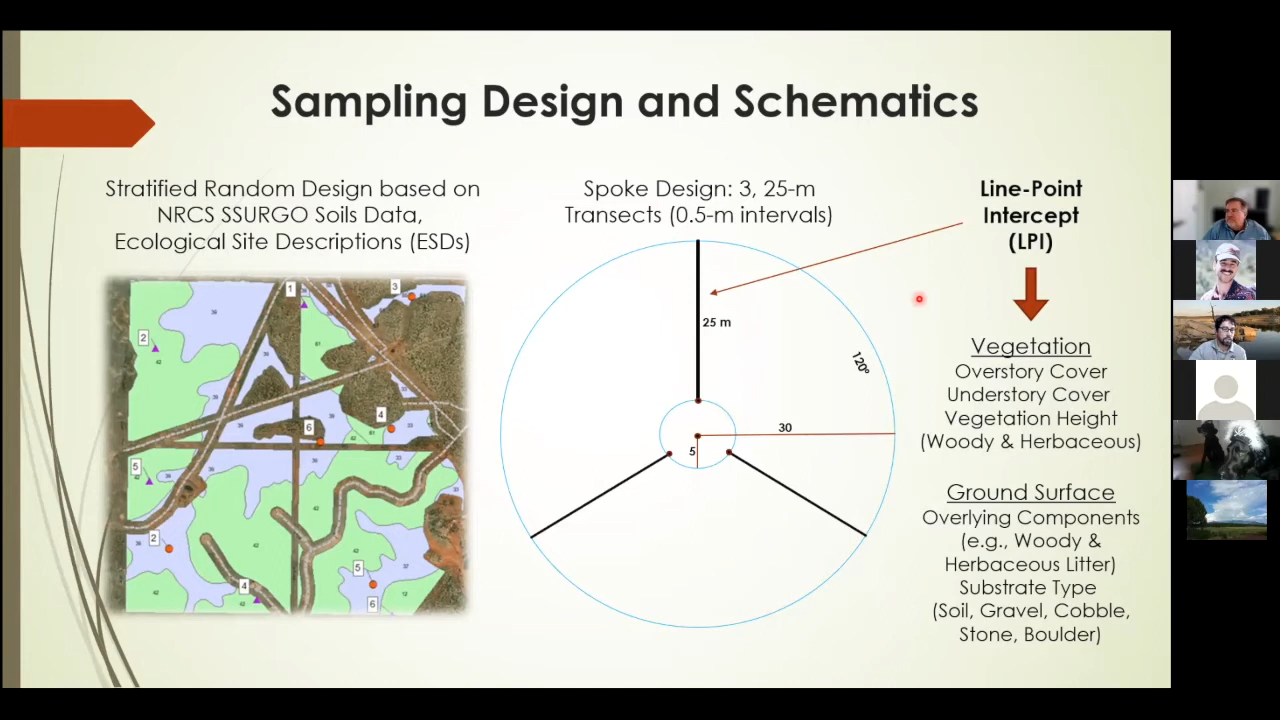 Sampling Design and Schematics
Stratified Random Design based on
NRCS SSURGO Soils Data,
Ecological Site Descriptions (ESDs)
1
3
2
4
6
5
2
4
5
6
Spoke Design: 3, 25-m
Transects (0.5-m intervals)
25 m
120°
30
5
Line-Point
Intercept
(LPI)
Vegetation
Overstory Cover
Understory Cover
Vegetation Height
(Woody & Herbaceous)
Ground Surface
Overlying Components
(e.g., Woody &
Herbaceous Litter)
Substrate Type
(Soil, Gravel, Cobble,
Stone, Boulder)